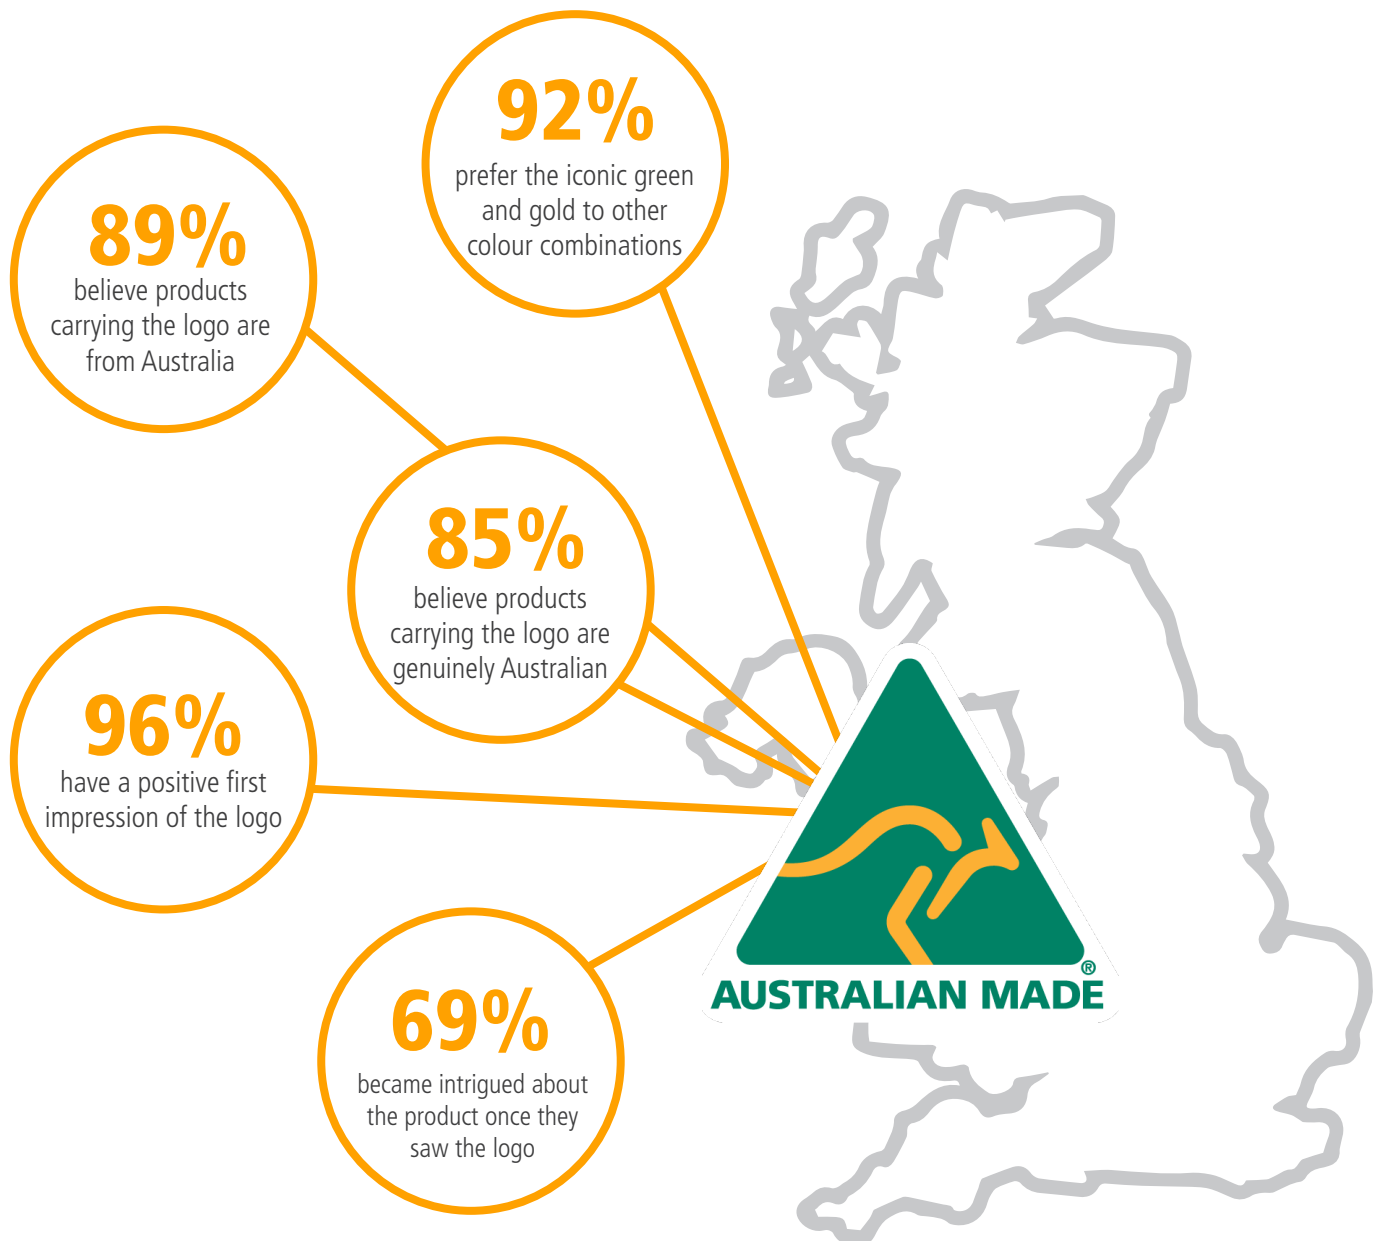 92%
prefer the iconic green
and gold to other
colour combinations
89%
believe products
carrying the logo are
from Australia
85%
believe products
carrying the logo are
genuinely Australian
96%
have a positive first
impression of the logo
69%
became intrigued about
the product once they
saw the logo
®
AUSTRALIAN MADE